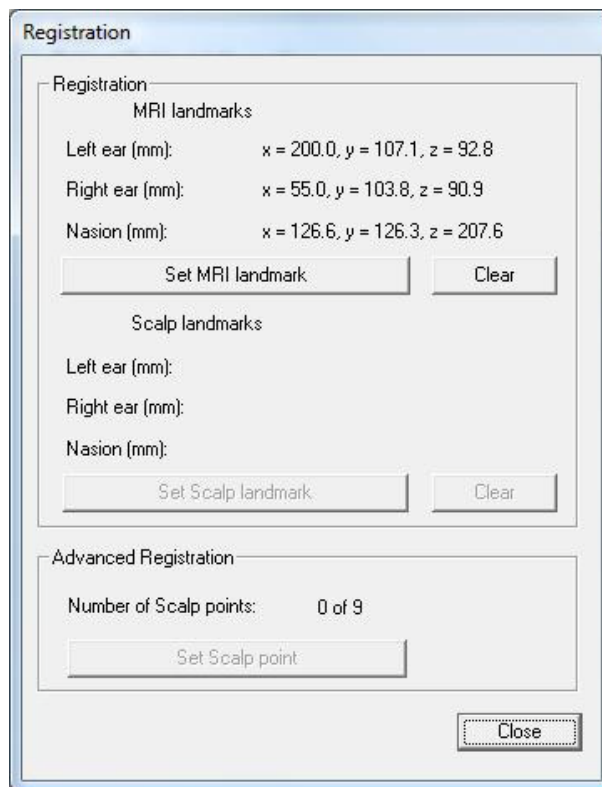 Registration
Registration
MRI landmarks
Left ear (mm): x = 200.0, y = 107.1, z = 92.8
Right ear (mm): x = 55.0, y = 103.8, z = 90.9
Nasion (mm): x = 126.6, y = 126.3, z = 207.6
Set MRI landmark Clear
Scalp landmarks
Left ear (mm):
Right ear (mm):
Nasion (mm):
Set Scalp landmark Clear
Advanced Registration
Number of Scalp points: 0 of 9
Set Scalp point
Close